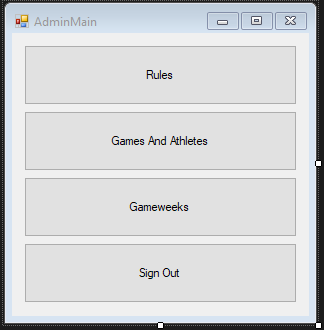 AdminMain
Rules
Games And Athletes
Gameweeks
Sign Out